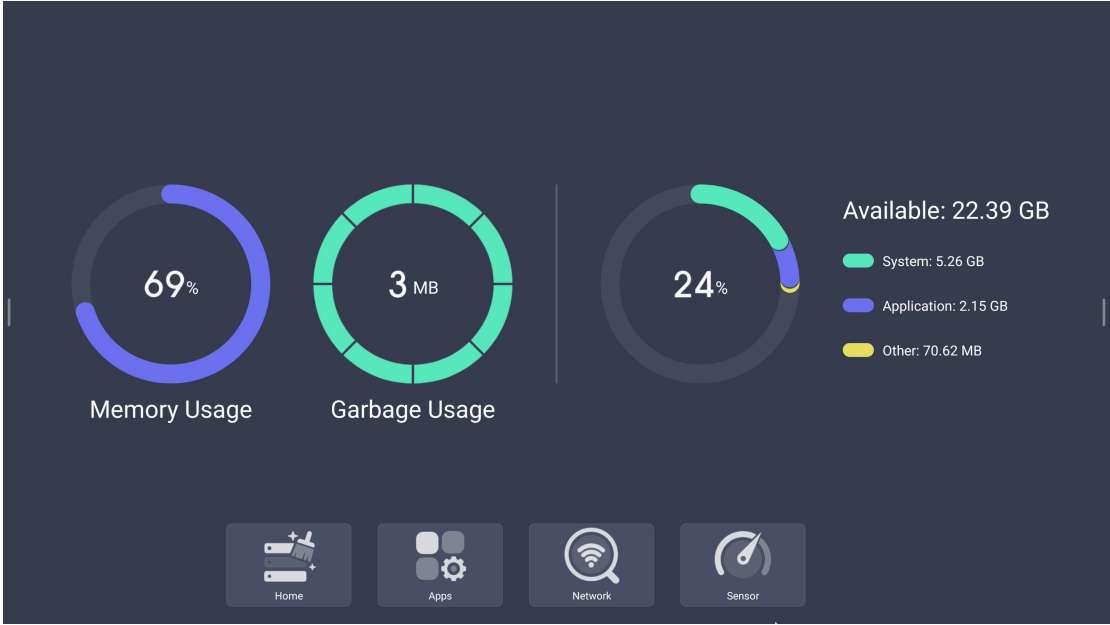 69%
3 MB
24%
Memory Usage
Garbage Usage
Available: 22.39 GB
System: 5.26 GB
Application: 2.15 GB
Other: 70.62 MB
Home
Apps
Network
Sensor